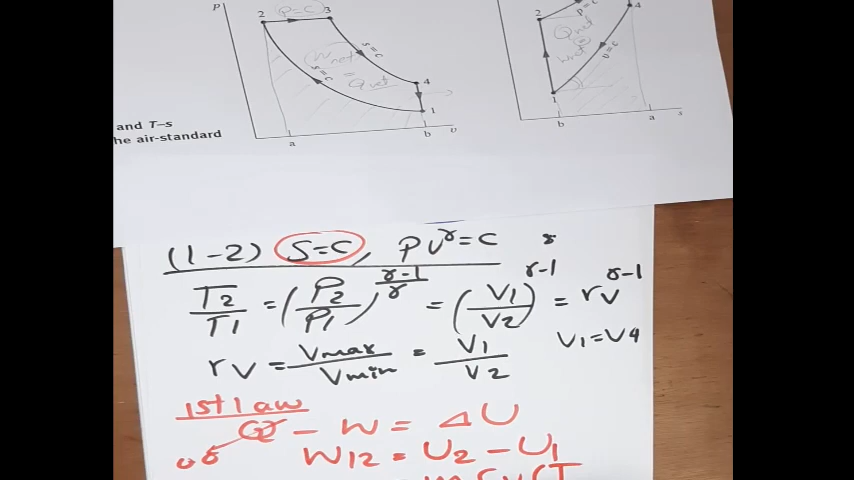 P
2
P=C
3
S=C
Wnet
=
Qnet
S=C
4
1
a
b
υ
2
P=C
4
Qnet
=
Wnet
υ=C
1
b
a
s
and T–s
he air-standard
(1-2) S=C, Pυ^γ=C γ
T2/T1 = (P2/P1)^(γ-1/γ) = (V1/V2)^(γ-1) = rv^(γ-1)
rv = Vmax/Vmin = V1/V2 V1=V4
1st law
Q - W = ΔU
W12 = U2 - U1